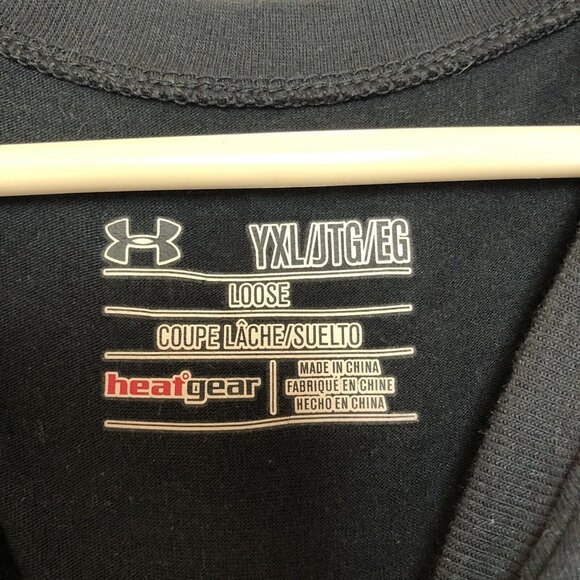 YXL/JTG/EG
LOOSE
COUPE LÂCHE/SUELTO
heatgear
MADE IN CHINA
FABRIQUÉ EN CHINE
HECHO EN CHINA